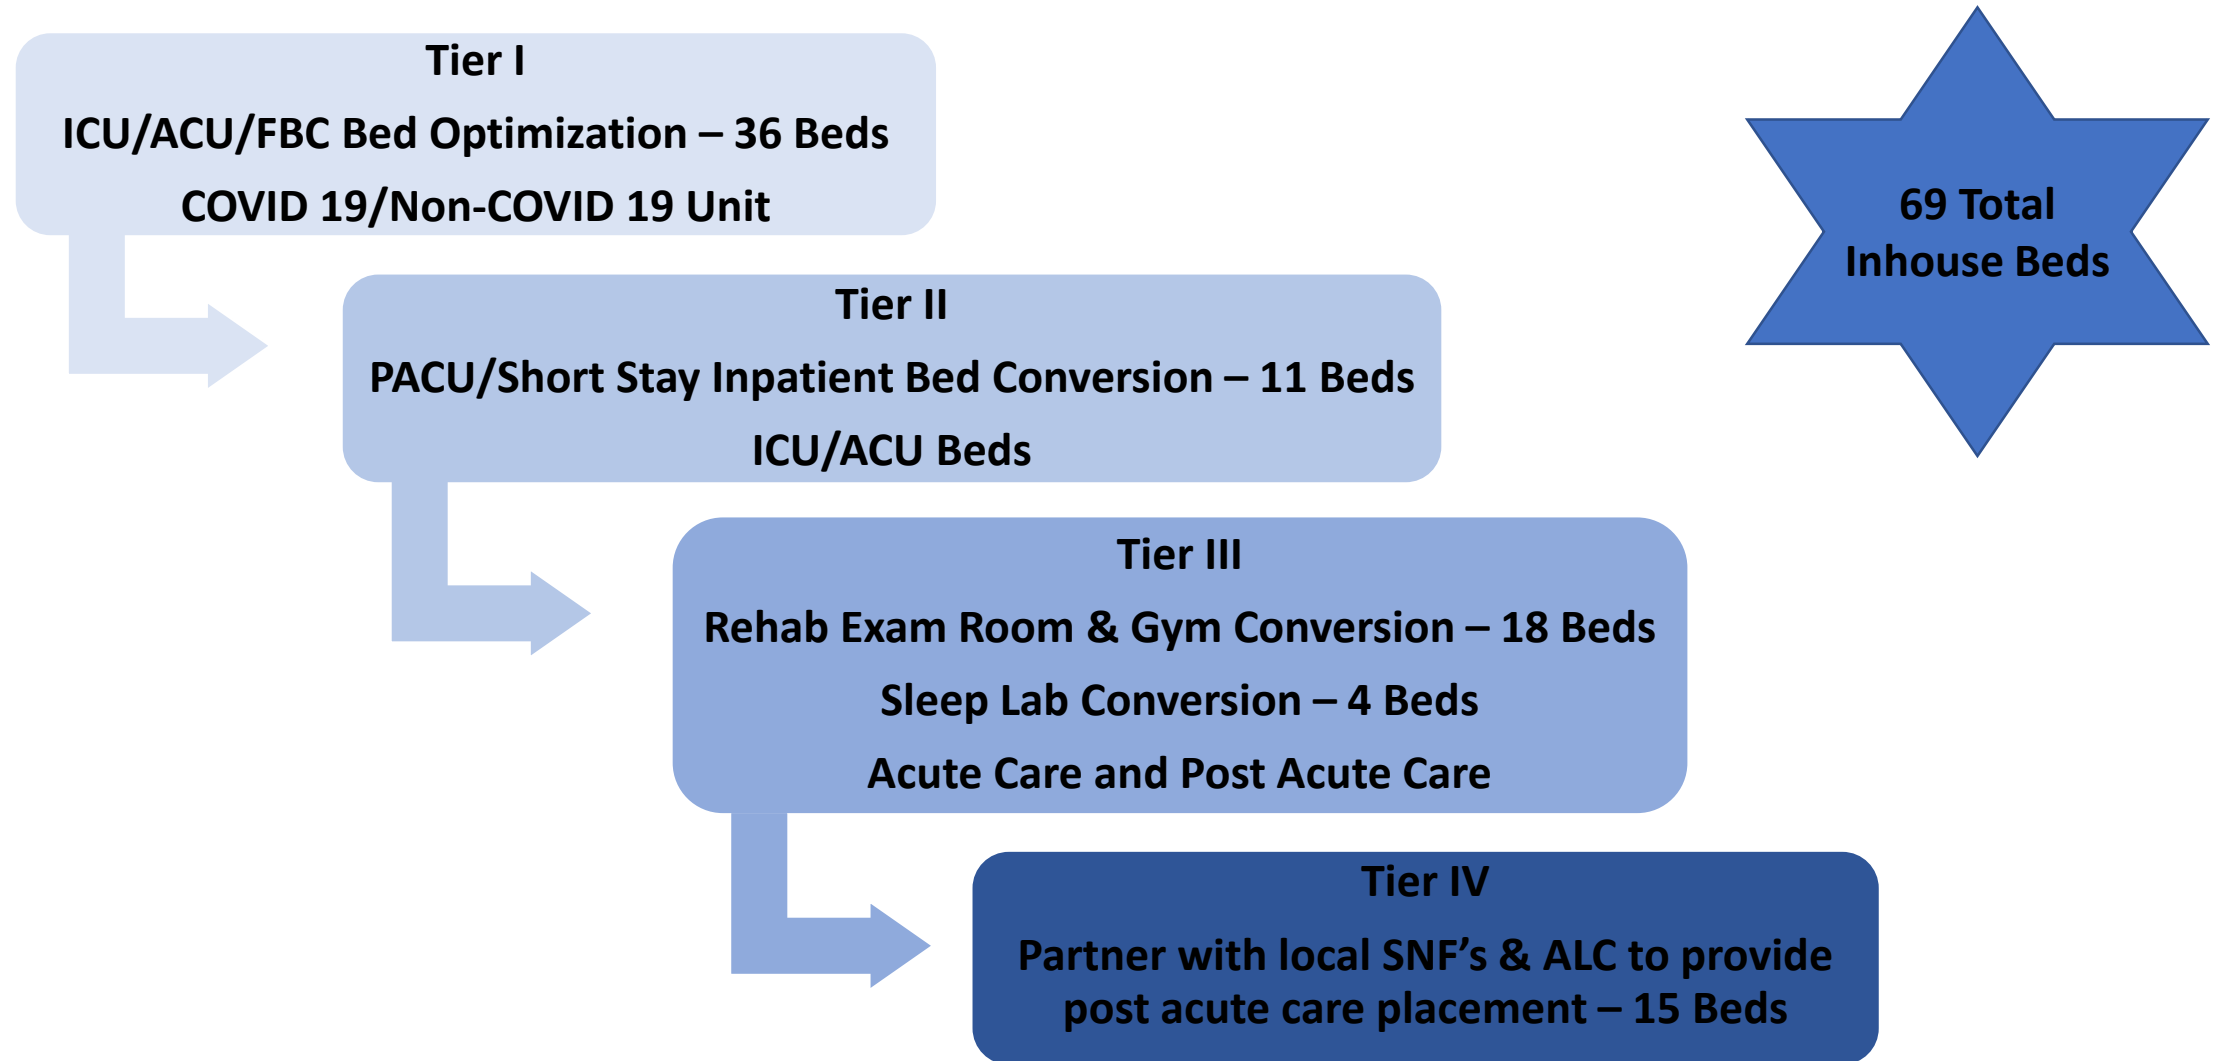 Tier I
ICU/ACU/FBC Bed Optimization – 36 Beds
COVID 19/Non-COVID 19 Unit
69 Total
Inhouse Beds
Tier II
PACU/Short Stay Inpatient Bed Conversion – 11 Beds
ICU/ACU Beds
Tier III
Rehab Exam Room & Gym Conversion – 18 Beds
Sleep Lab Conversion – 4 Beds
Acute Care and Post Acute Care
Tier IV
Partner with local SNF’s & ALC to provide
post acute care placement – 15 Beds